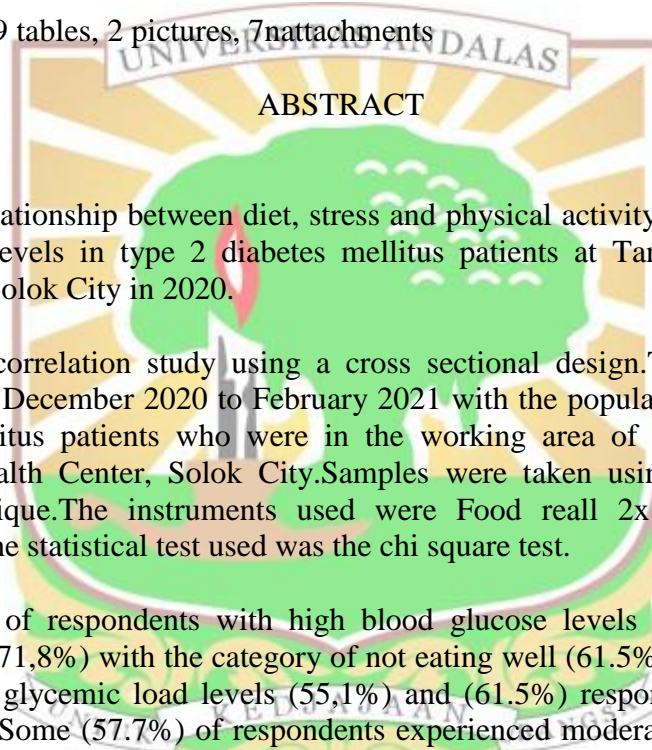 9 tables, 2 pictures, 7nattachments
UNIVERSITAS ANDALAS
ABSTRACT
ationship between diet, stress and physical activity
evels in type 2 diabetes mellitus patients at Tar
olok City in 2020.
correlation study using a cross sectional design.T
December 2020 to February 2021 with the popula
itus patients who were in the working area of
alth Center, Solok City.Samples were taken usin
ique.The instruments used were Food reall 2x
ne statistical test used was the chi square test.
of respondents with high blood glucose levels
71,8%) with the category of not eating well (61.5%
glycemic load levels (55,1%) and (61.5%) respon
Some (57.7%) of respondents experienced modera
KEDJAJAAN